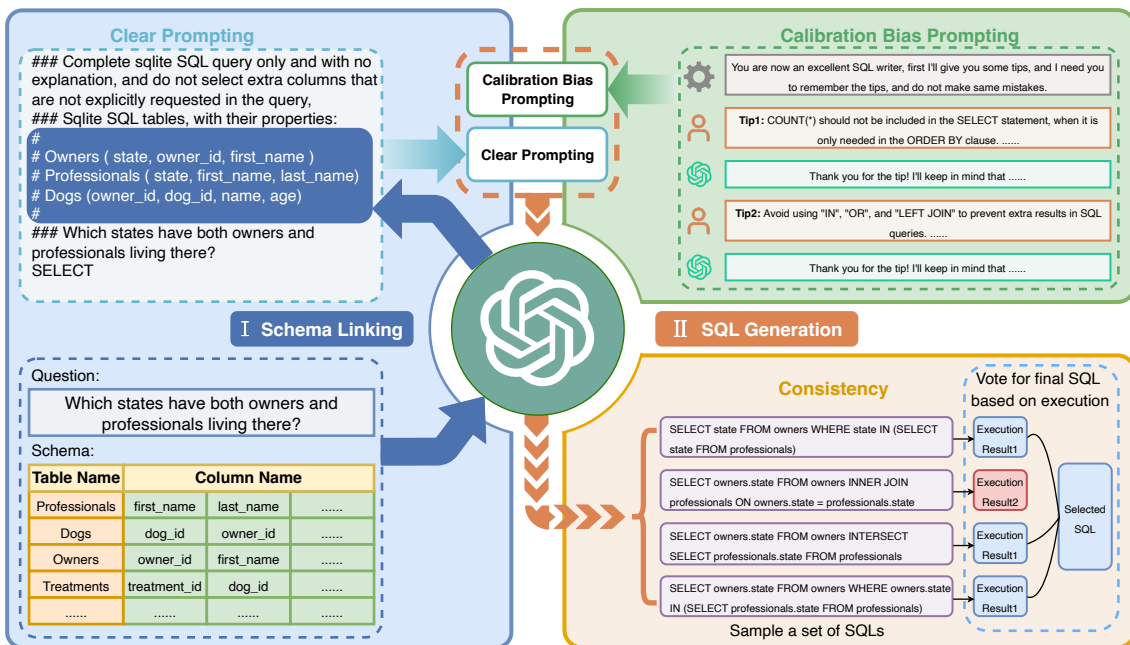 Clear Prompting
### Complete sqlite SQL query only and with no
explanation, and do not select extra columns that
are not explicitly requested in the query,
### Sqlite SQL tables, with their properties:
#
# Owners ( state, owner_id, first_name )
# Professionals ( state, first_name, last_name)
# Dogs (owner_id, dog_id, name, age)
#
### Which states have both owners and
professionals living there?
SELECT
Calibration Bias
Prompting
Clear Prompting
Calibration Bias Prompting
You are now an excellent SQL writer, first I'll give you some tips, and I need you
to remember the tips, and do not make same mistakes.
Tip1: COUNT(*) should not be included in the SELECT statement, when it is
only needed in the ORDER BY clause. ......
Thank you for the tip! I'll keep in mind that ......
Tip2: Avoid using "IN", "OR", and "LEFT JOIN" to prevent extra results in SQL
queries. ......
Thank you for the tip! I'll keep in mind that ......
I Schema Linking
II SQL Generation
Question:
Which states have both owners and
professionals living there?
Schema:
Table Name Column Name
Professionals first_name last_name ......
Dogs dog_id owner_id ......
Owners owner_id first_name ......
Treatments treatment_id dog_id ......
...... ...... ...... ......
Consistency
Vote for final SQL
based on execution
SELECT state FROM owners WHERE state IN (SELECT
state FROM professionals)
Execution
Result1
SELECT owners.state FROM owners INNER JOIN
professionals ON owners.state = professionals.state
Execution
Result2
SELECT owners.state FROM owners INTERSECT
SELECT professionals.state FROM professionals
Execution
Result1
SELECT owners.state FROM owners WHERE owners.state
IN (SELECT professionals.state FROM professionals)
Execution
Result1
Selected
SQL
Sample a set of SQLs